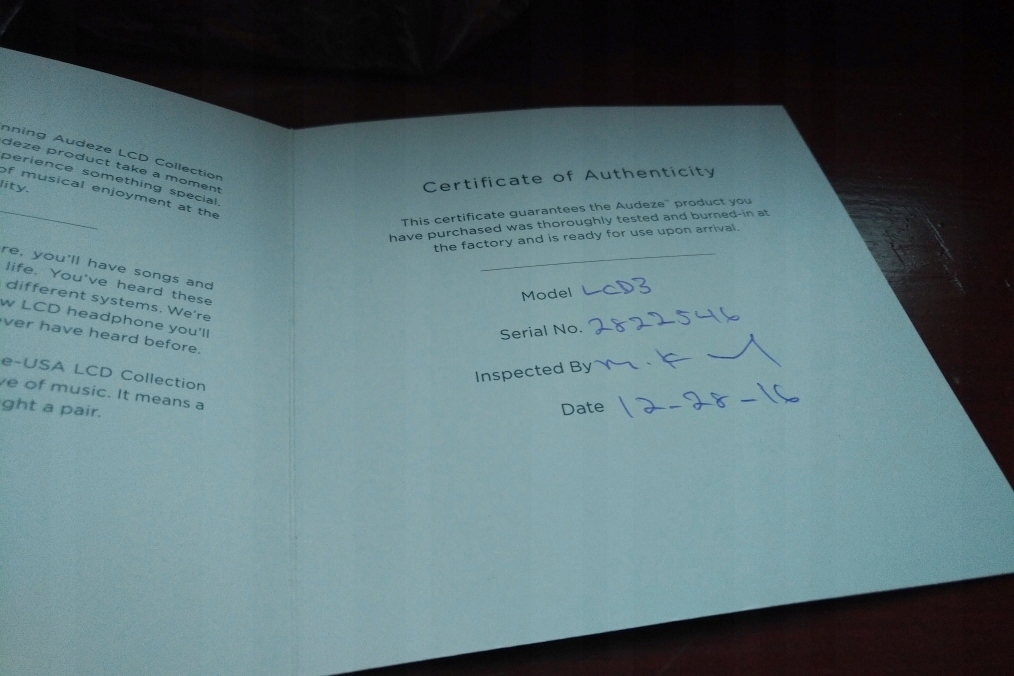 nning Audeze LCD Collection
deze product take a moment
perience something special.
of musical enjoyment at the
lity.
re, you'll have songs and
life. You've heard these
different systems. We're
w LCD headphone you'll
ver have heard before.
e-USA LCD Collection
ve of music. It means a
ght a pair.
Certificate of Authenticity
This certificate guarantees the Audeze™ product you
have purchased was thoroughly tested and burned-in at
the factory and is ready for use upon arrival.
Model LCD3
Serial No. 2822546
Inspected By M. K
Date 12-28-16